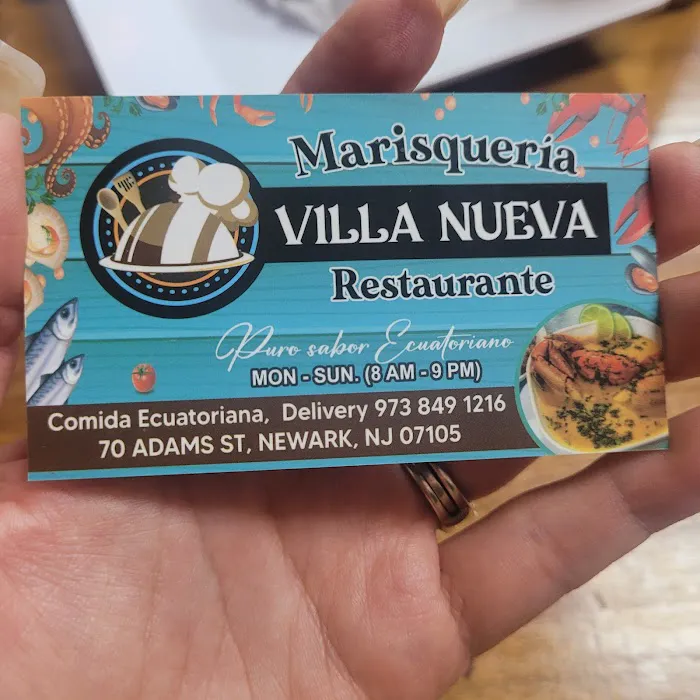 Marisquería
VILLA NUEVA
Restaurante
Puro sabor Ecuatoriano
MON - SUN. (8 AM - 9 PM)
Comida Ecuatoriana, Delivery 973 849 1216
70 ADAMS ST, NEWARK, NJ 07105